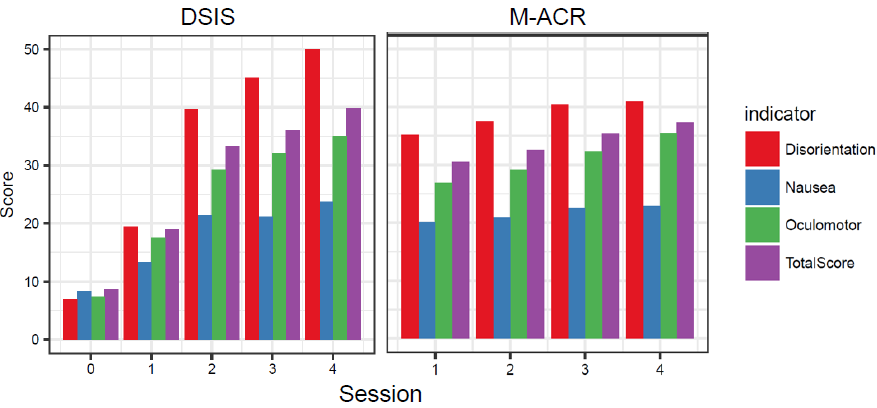 DSIS
M-ACR
50
40
30
20
10
0
Score
0 1 2 3 4
1 2 3 4
Session
indicator
Disorientation
Nausea
Oculomotor
TotalScore